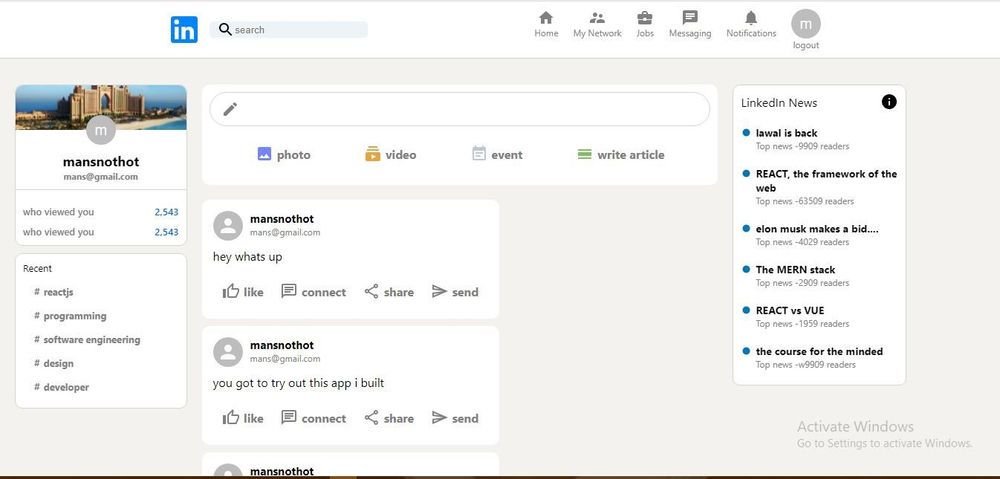 in
search
Home
My Network
Jobs
Messaging
Notifications
m
logout
m
mansnothot
mans@gmail.com
who viewed you 2,543
who viewed you 2,543
Recent
# reactjs
# programming
# software engineering
# design
# developer
photo
video
event
write article
mansnothot
mans@gmail.com
hey whats up
like
connect
share
send
mansnothot
mans@gmail.com
you got to try out this app i built
like
connect
share
send
mansnothot
LinkedIn News
lawal is back
Top news -9909 readers
REACT, the framework of the
web
Top news -63509 readers
elon musk makes a bid....
Top news -4029 readers
The MERN stack
Top news -2909 readers
REACT vs VUE
Top news -1959 readers
the course for the minded
Top news -w9909 readers
Activate Windows
Go to Settings to activate Windows.